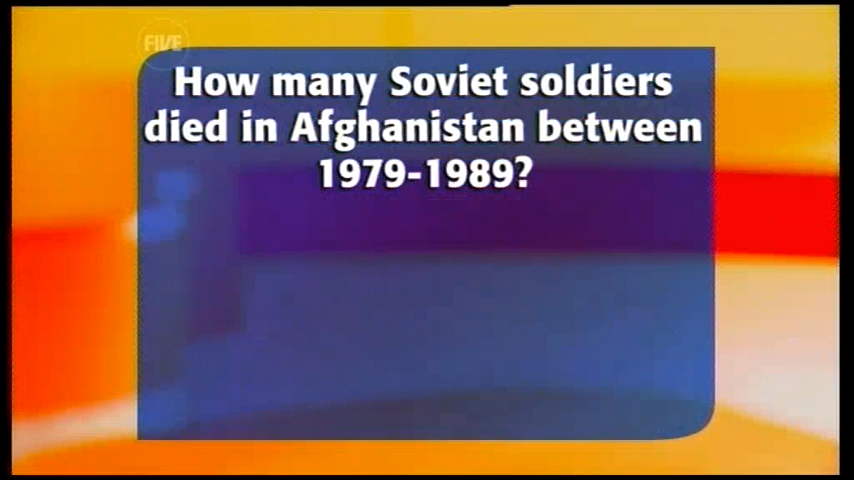 FIVE
How many Soviet soldiers
died in Afghanistan between
1979-1989?